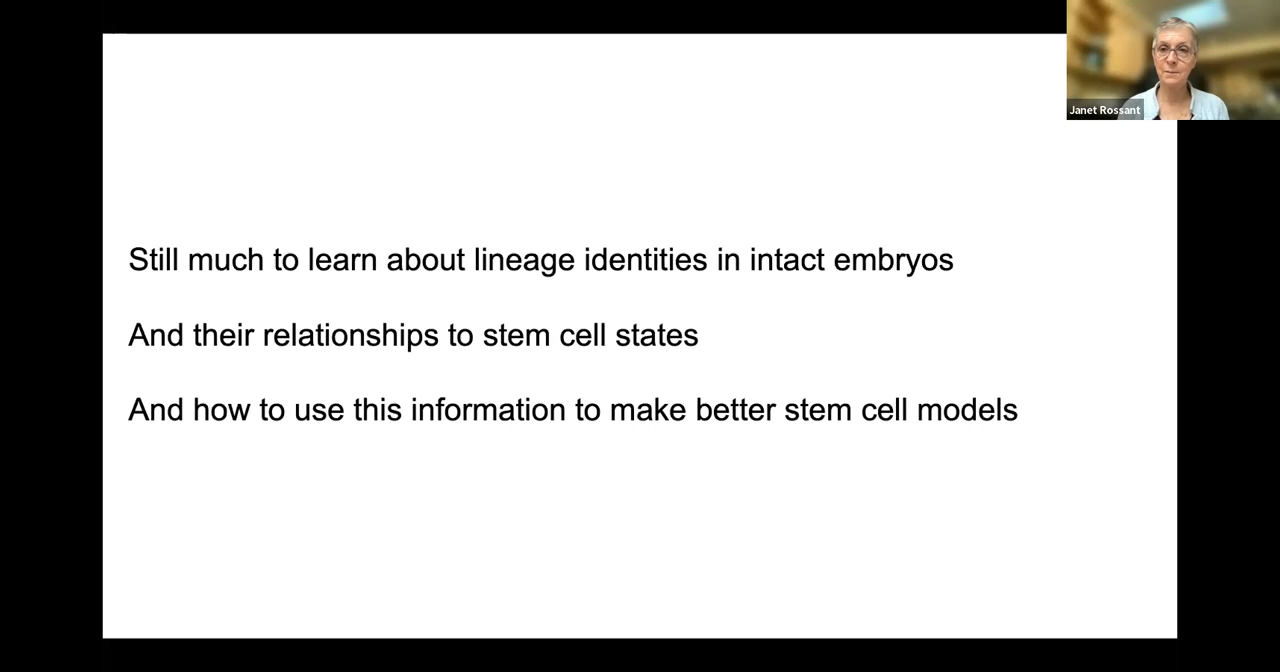 Janet Rossant
Still much to learn about lineage identities in intact embryos
And their relationships to stem cell states
And how to use this information to make better stem cell models